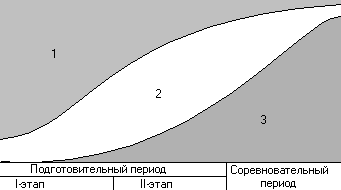 1
2
3
Подготовительный период
Соревновательный
период
I-этап
II-этап